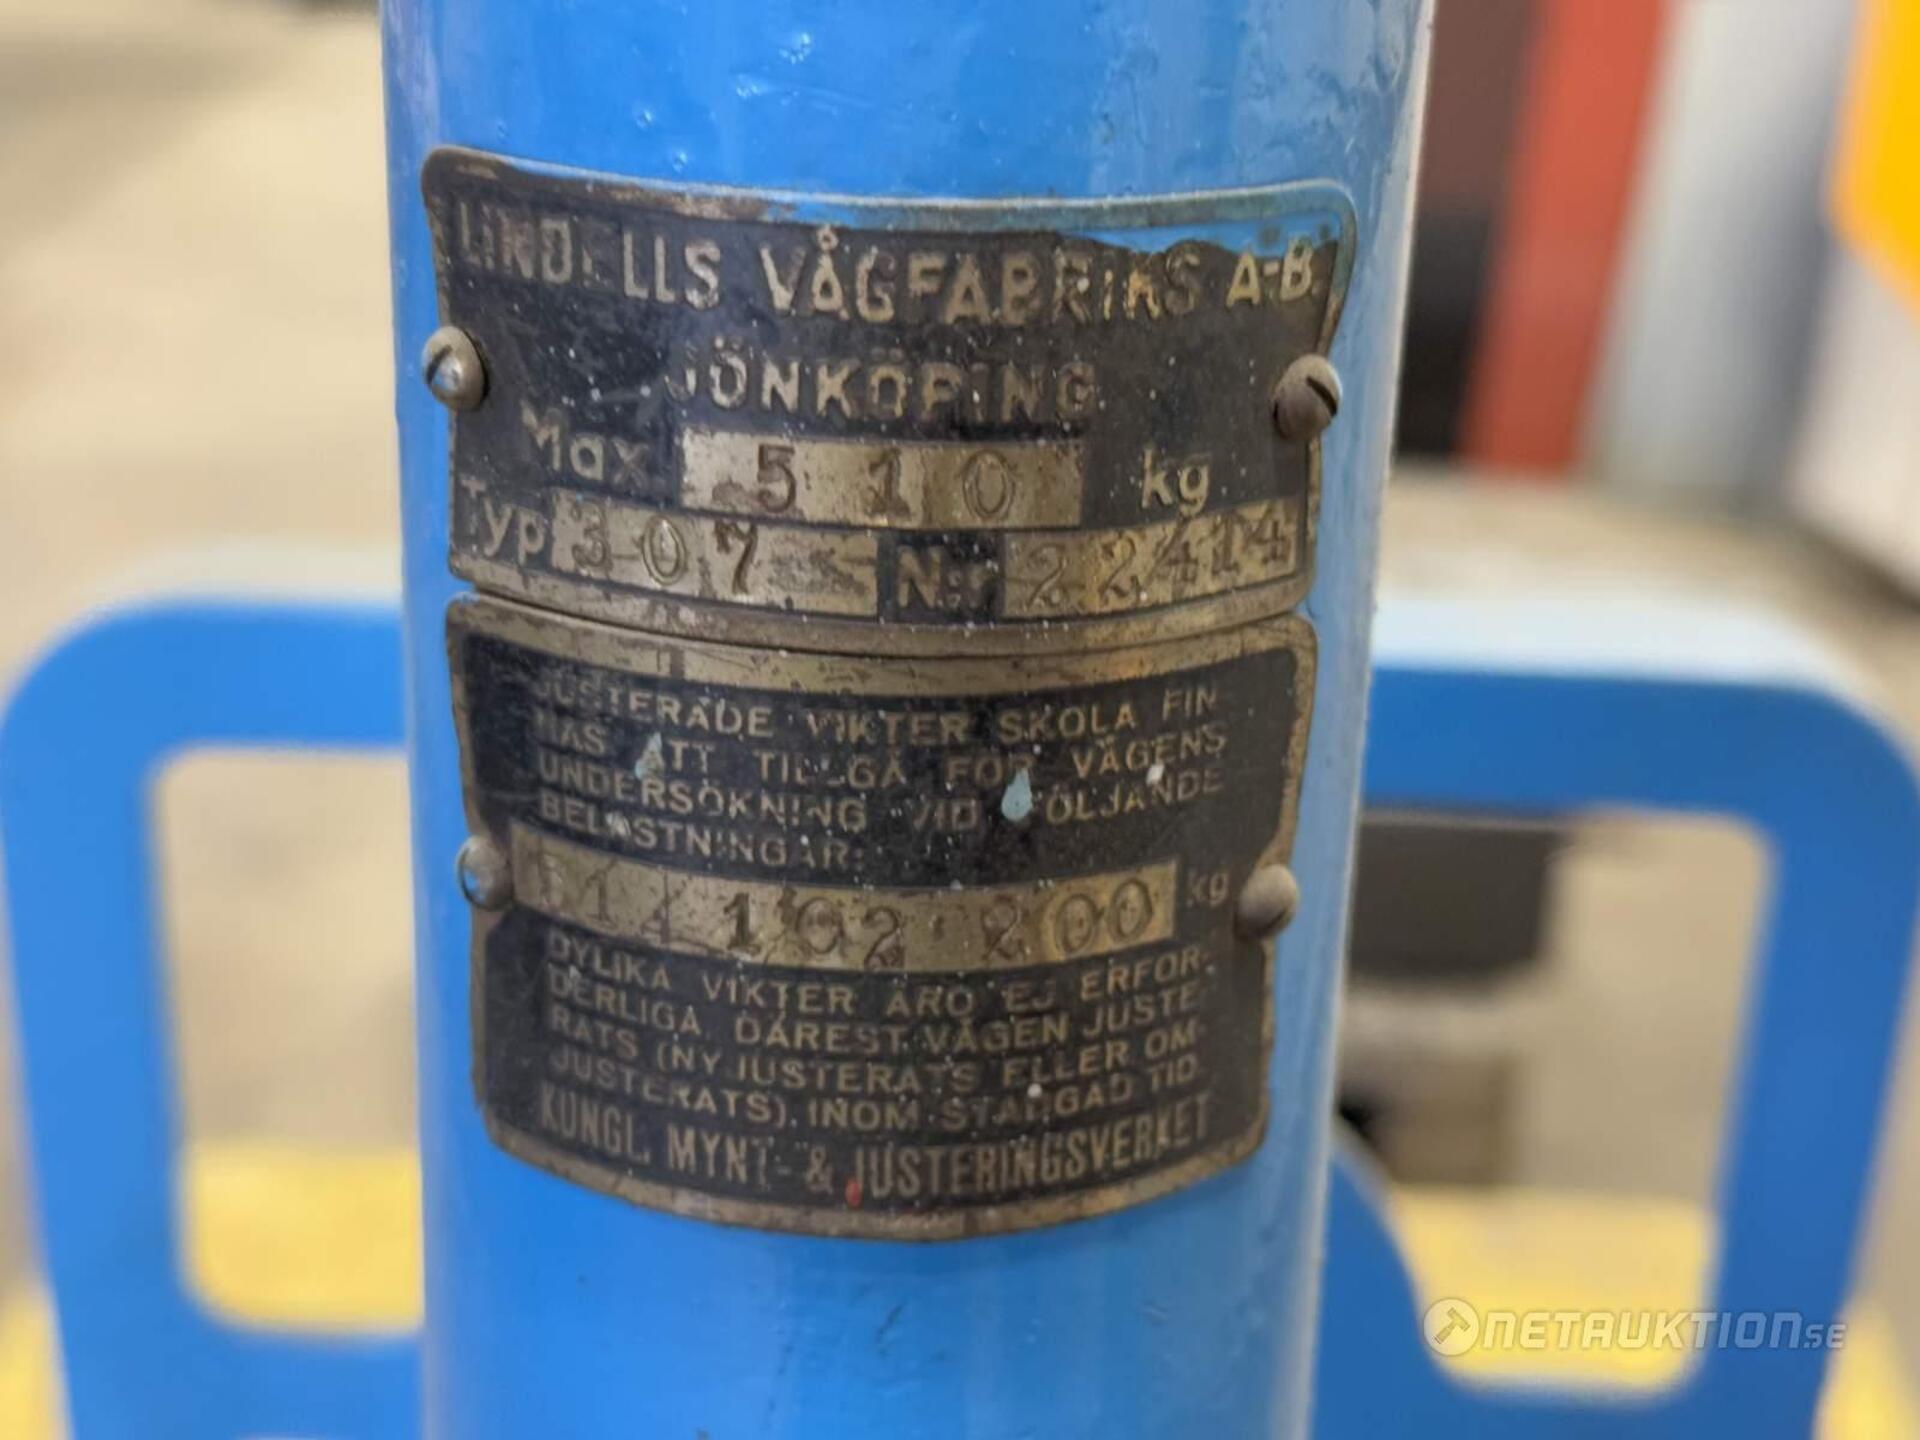 LINDELLS VÅGFABRIKS A-B.
JÖNKÖPING
Max 510 kg
Typ 307 N:r 22414
JUSTERADE VIKTER SKOLA FIN-
NAS ATT TILLGÅ FÖR VÅGENS
UNDERSÖKNING VID FÖLJANDE
BELASTNINGAR:
102 200 kg
DYLIKA VIKTER ÄRO EJ ERFOR-
DERLIGA, DÄREST VÅGEN JUSTE-
RATS (NYJUSTERATS ELLER OM-
JUSTERATS) INOM STADGAD TID.
KUNGL. MYNT- & JUSTERINGSVERKET
NETAUKTION.SE